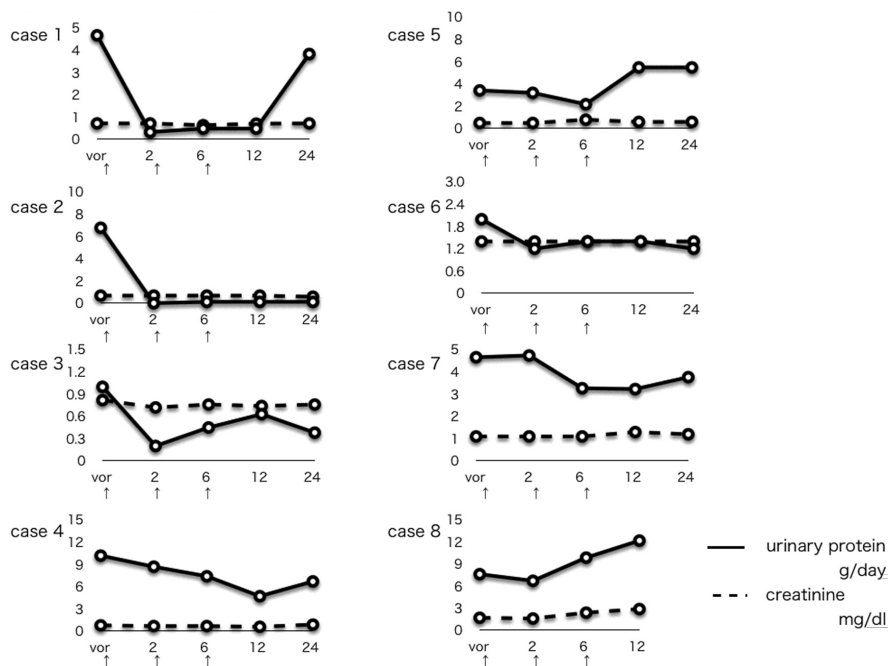 case 1
5
4
3
2
1
0
vor 2 6 12 24
↑ ↑ ↑
case 2
10
8
6
4
2
0
vor 2 6 12 24
↑ ↑ ↑
case 3
1.5
1.2
0.9
0.6
0.3
0
vor 2 6 12 24
↑ ↑ ↑
case 4
15
12
9
6
3
0
vor 2 6 12 24
↑ ↑ ↑
case 5
10
8
6
4
2
0
vor 2 6 12 24
↑ ↑ ↑
case 6
3.0
2.4
1.8
1.2
0.6
0
vor 2 6 12 24
↑ ↑ ↑
case 7
5
4
3
2
1
0
vor 2 6 12 24
↑ ↑ ↑
case 8
15
12
9
6
3
0
vor 2 6 12
↑ ↑ ↑
urinary protein
g/day
creatinine
mg/dl